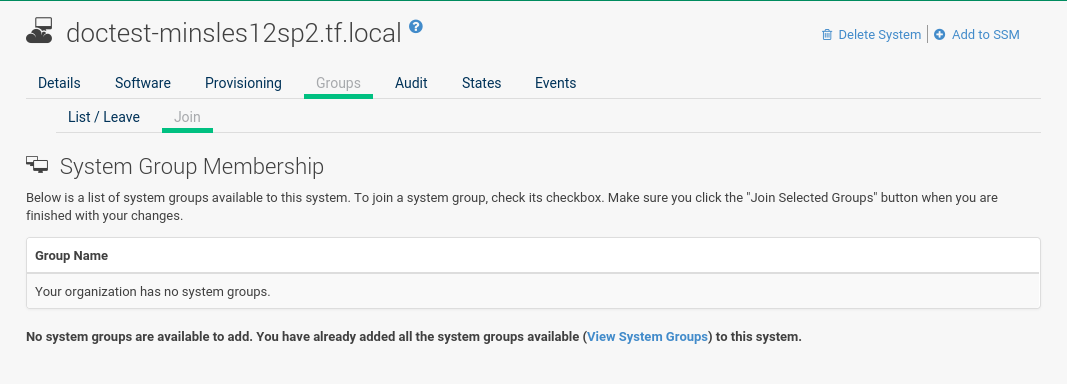 doctest-minsles12sp2.tf.local ?
Delete System | Add to SSM
Details Software Provisioning Groups Audit States Events
List / Leave Join
System Group Membership
Below is a list of system groups available to this system. To join a system group, check its checkbox. Make sure you click the "Join Selected Groups" button when you are
finished with your changes.
Group Name
Your organization has no system groups.
No system groups are available to add. You have already added all the system groups available (View System Groups) to this system.